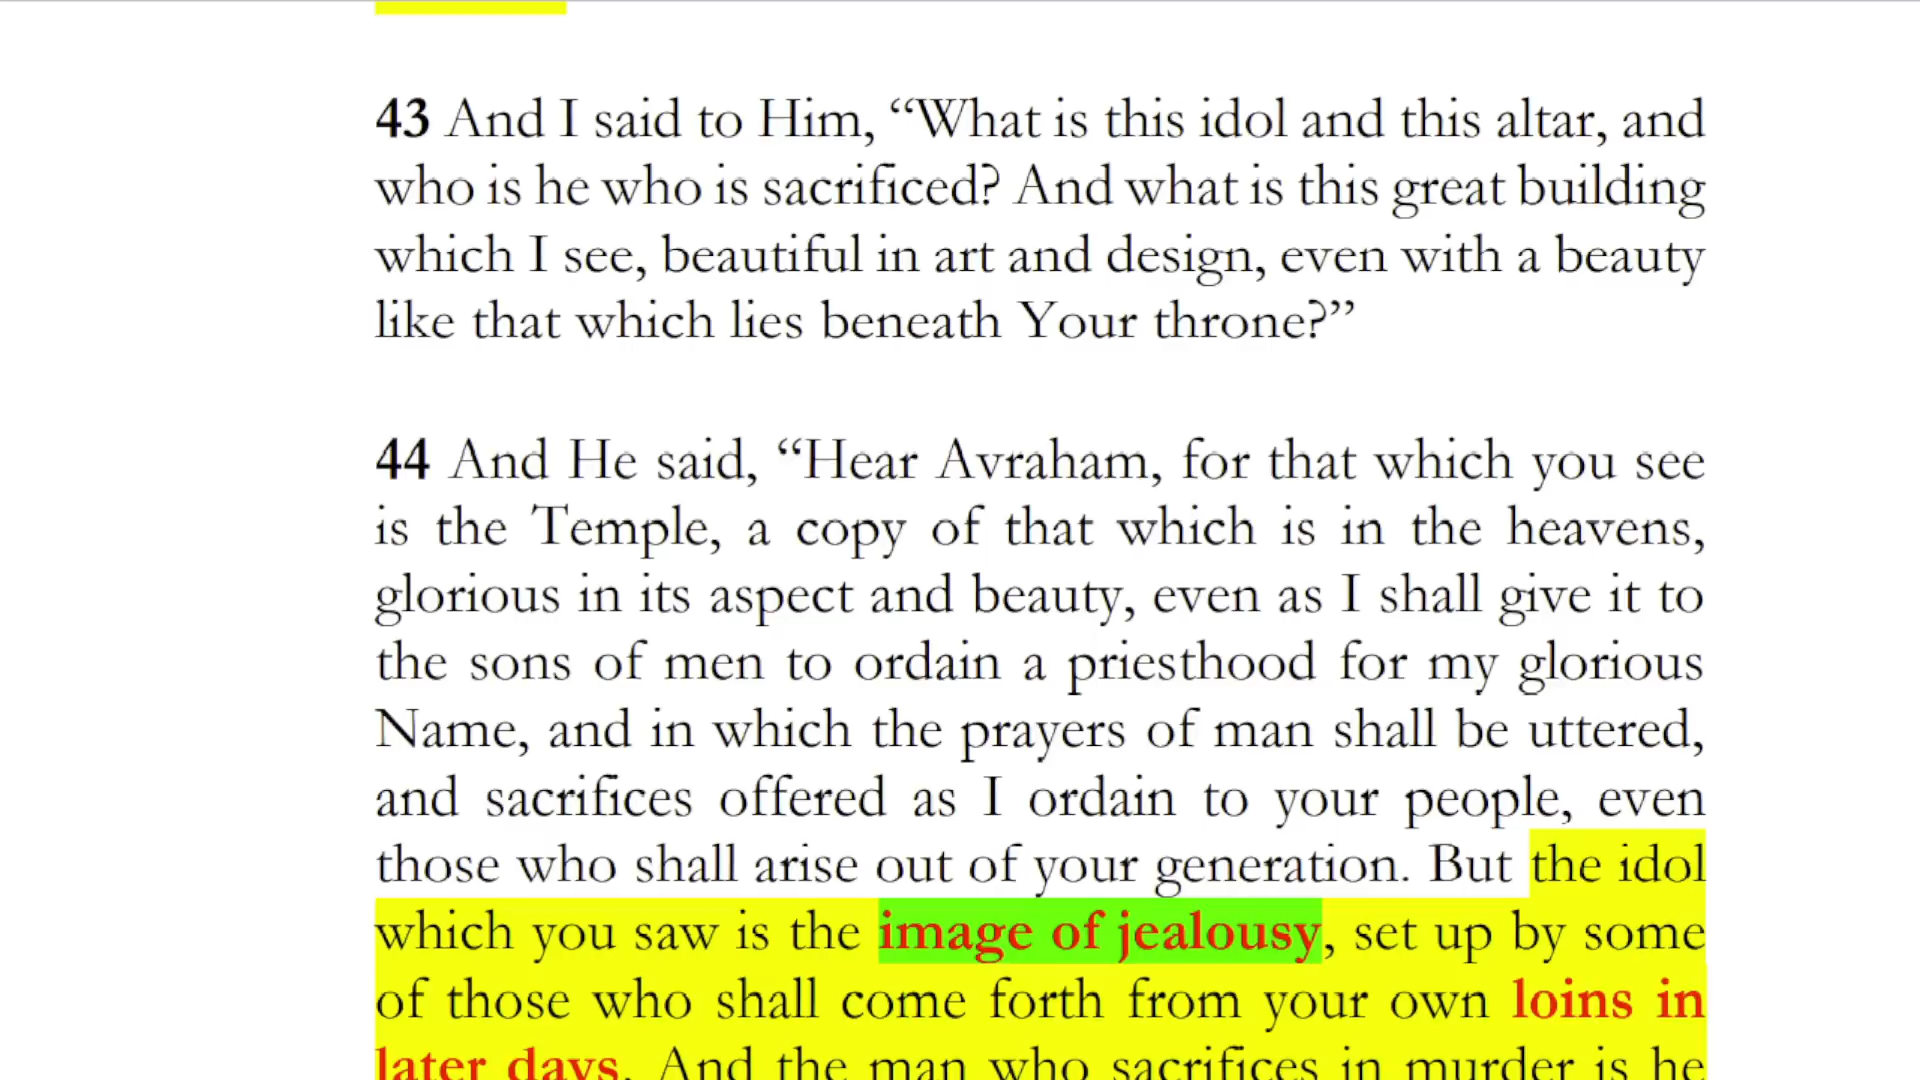 43 And I said to Him, “What is this idol and this altar, and
who is he who is sacrificed? And what is this great building
which I see, beautiful in art and design, even with a beauty
like that which lies beneath Your throne?”
44 And He said, “Hear Avraham, for that which you see
is the Temple, a copy of that which is in the heavens,
glorious in its aspect and beauty, even as I shall give it to
the sons of men to ordain a priesthood for my glorious
Name, and in which the prayers of man shall be uttered,
and sacrifices offered as I ordain to your people, even
those who shall arise out of your generation. But the idol
which you saw is the image of jealousy, set up by some
of those who shall come forth from your own loins in
later days. And the man who sacrifices in murder is he